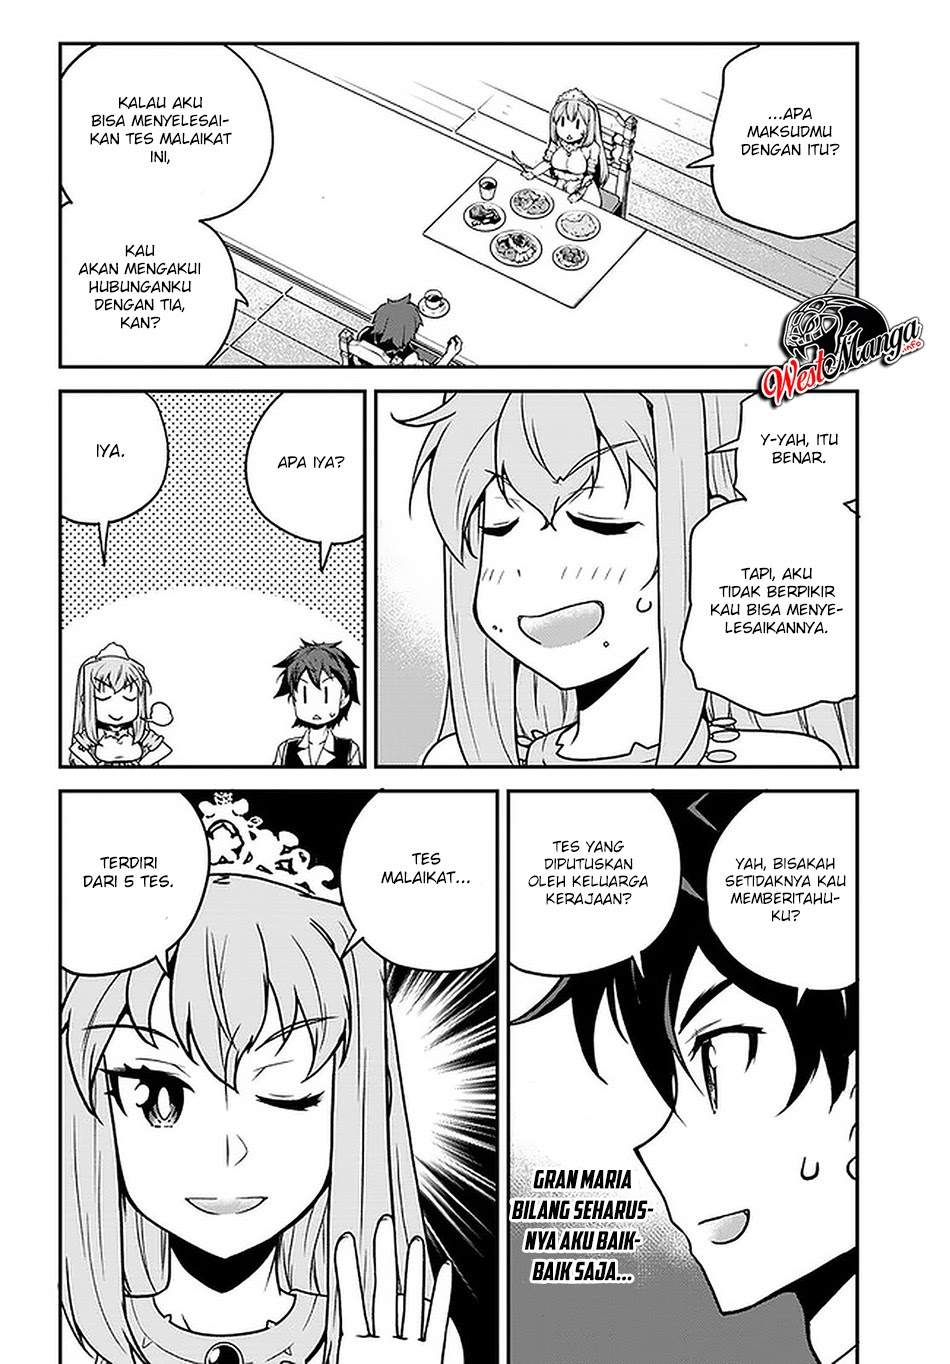 ...APA
MAKSUDMU
DENGAN ITU?
KALAU AKU
BISA MENYELESAI-
KAN TES MALAIKAT
INI,
KAU
AKAN MENGAKUI
HUBUNGANKU
DENGAN TIA,
KAN?
WestManga
.info
Y-YAH, ITU
BENAR.
TAPI, AKU
TIDAK BERPIKIR
KAU BISA MENYE-
LESAIKANNYA.
APA IYA?
IYA.
YAH, BISAKAH
SETIDAKNYA KAU
MEMBERITAHU-
KU?
TES YANG
DIPUTUSKAN
OLEH KELUARGA
KERAJAAN?
GRAN MARIA
BILANG SEHARUS-
NYA AKU BAIK-
BAIK SAJA...
TES
MALAIKAT...
TERDIRI
DARI 5 TES.